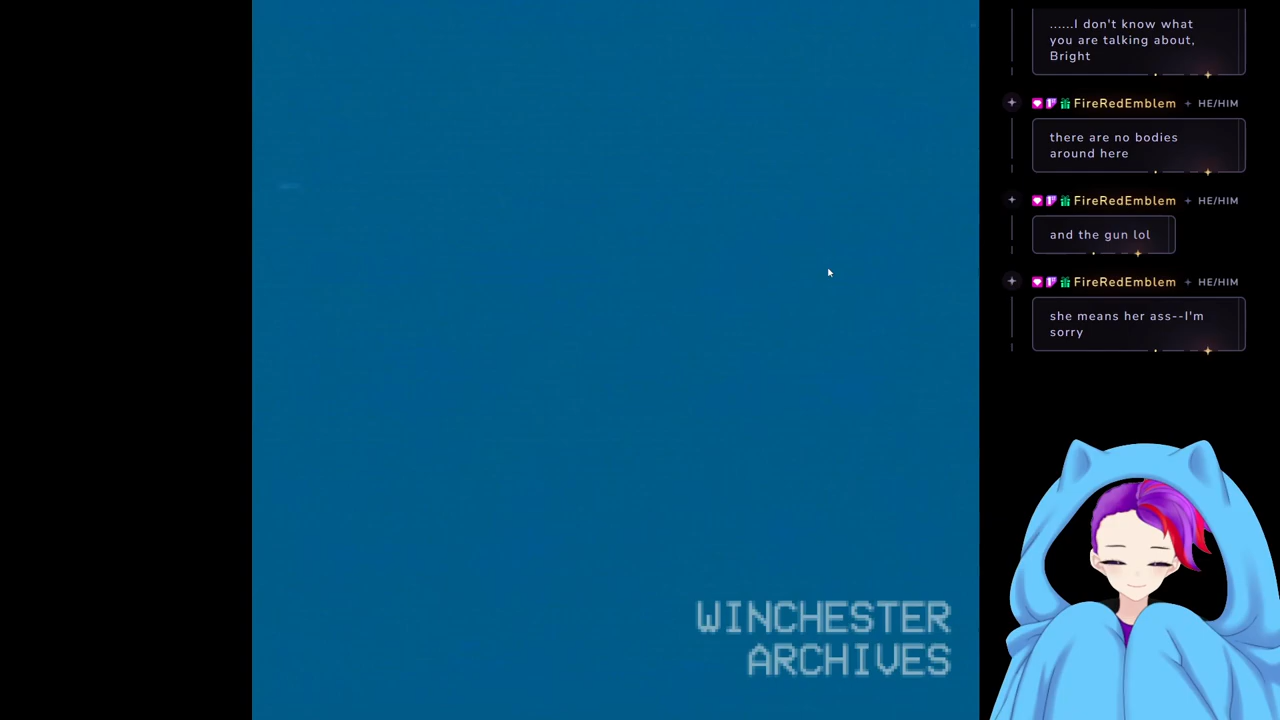 ......I don't know what
you are talking about,
Bright
FireRedEmblem HE/HIM
there are no bodies
around here
FireRedEmblem HE/HIM
and the gun lol
FireRedEmblem HE/HIM
she means her ass--I'm
sorry
WINCHESTER
ARCHIVES